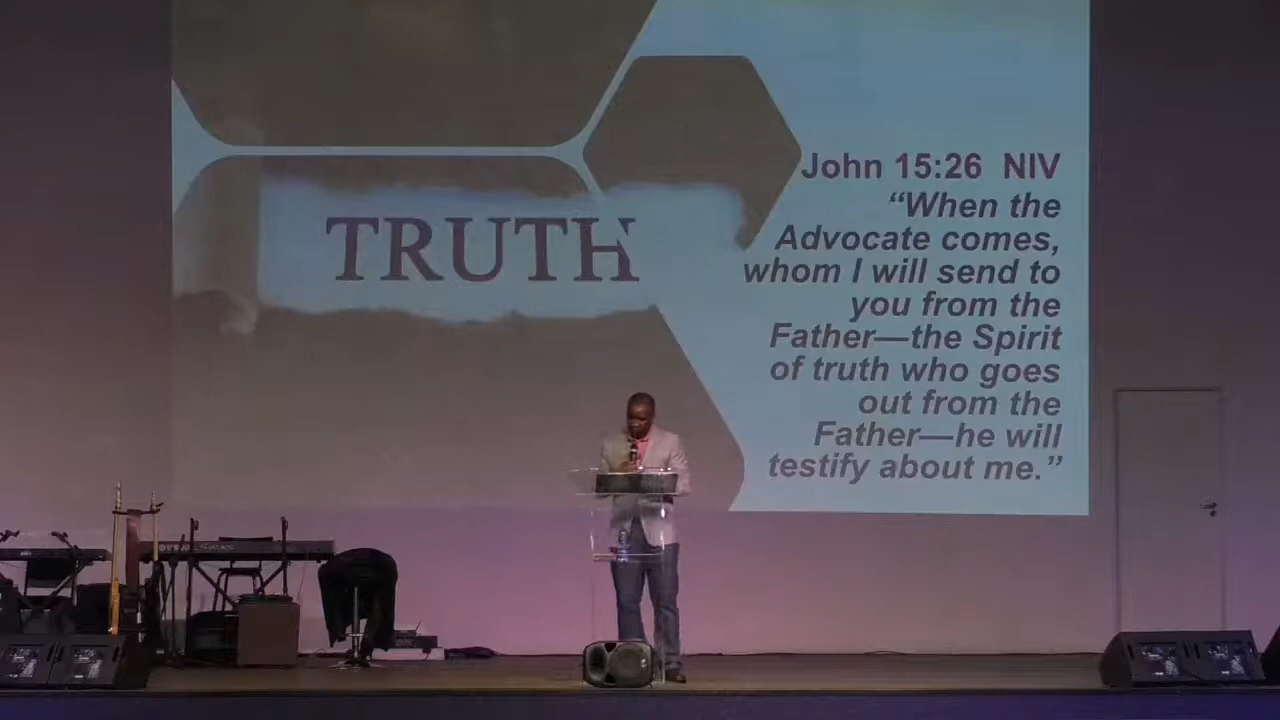 TRUTH
John 15:26 NIV
“When the
Advocate comes,
whom I will send to
you from the
Father—the Spirit
of truth who goes
out from the
Father—he will
testify about me.”